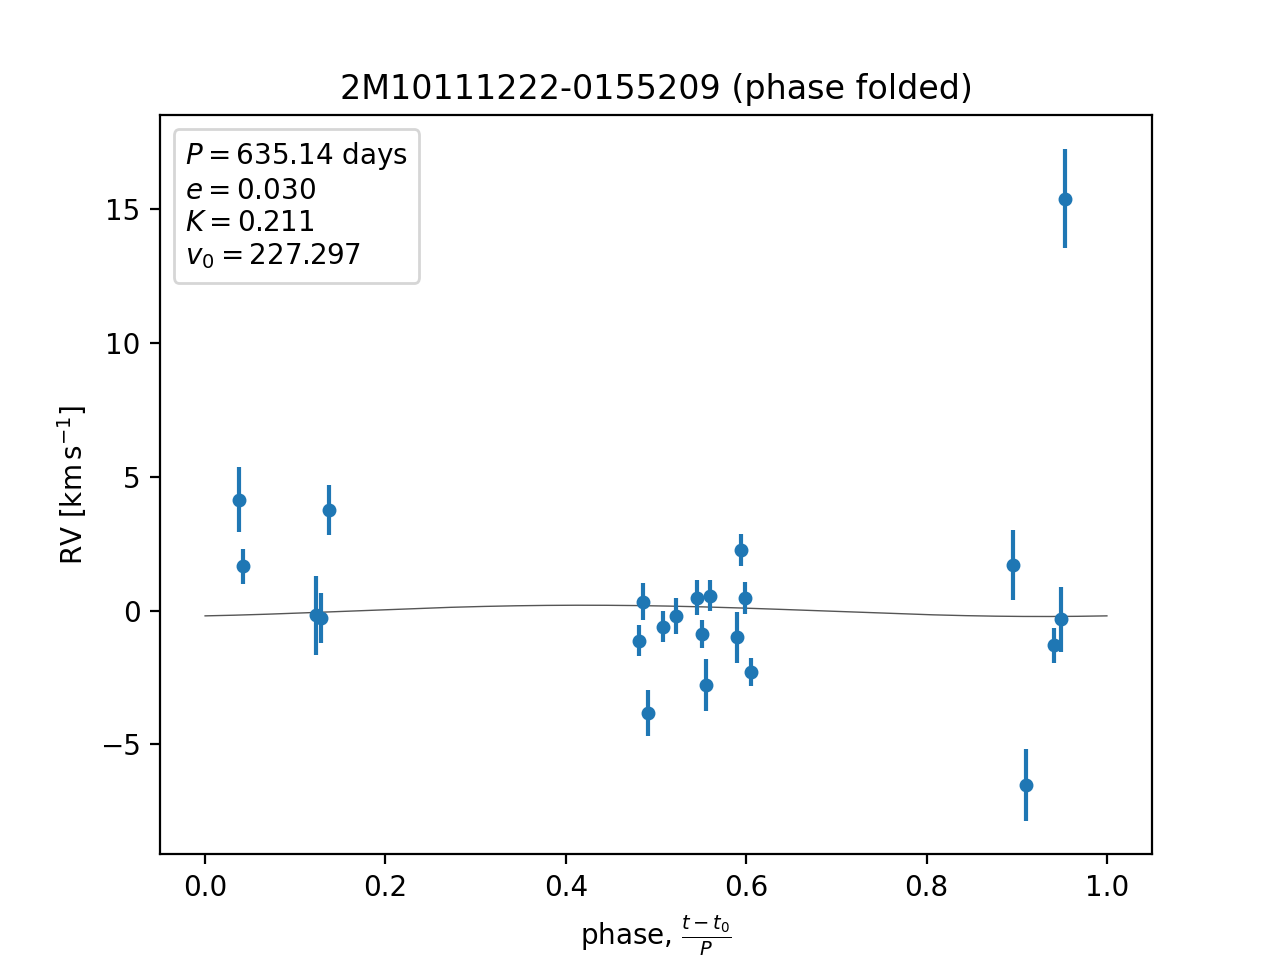 2M10111222-0155209 (phase folded)
P = 635.14 days
e = 0.030
K = 0.211
v₀ = 227.297
15
10
5
0
−5
RV [km s⁻¹]
0.0 0.2 0.4 0.6 0.8 1.0
phase, (t − t₀)/P